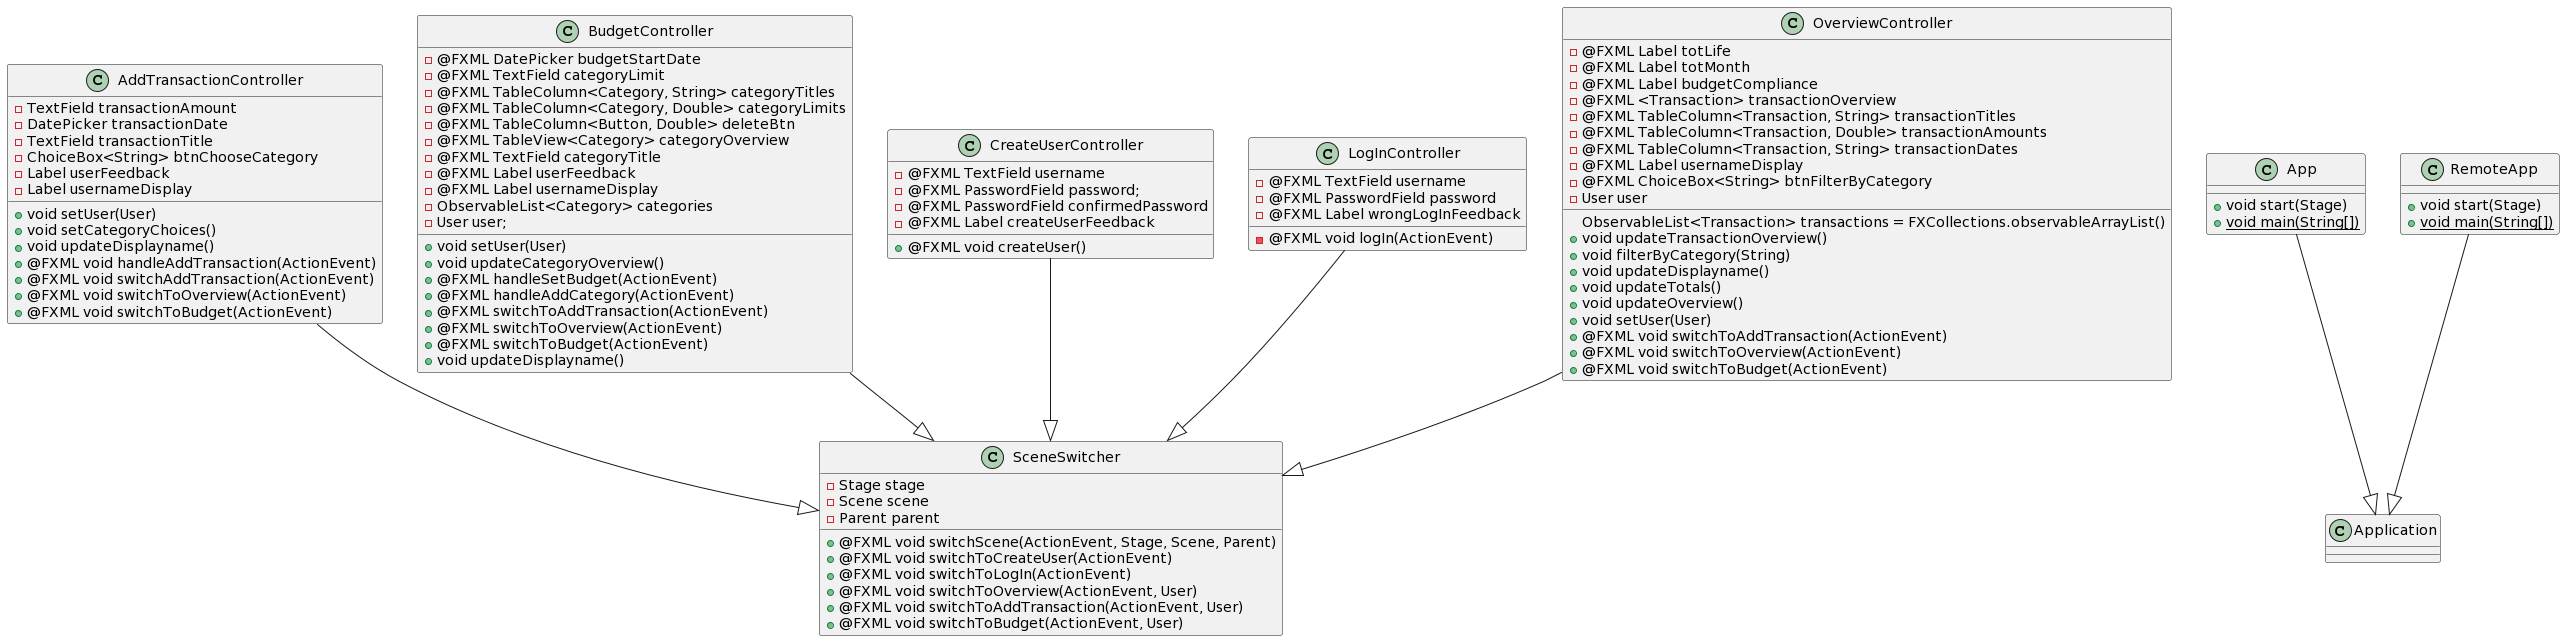 C AddTransactionController
TextField transactionAmount
DatePicker transactionDate
TextField transactionTitle
ChoiceBox<String> btnChooseCategory
Label userFeedback
Label usernameDisplay
void setUser(User)
void setCategoryChoices()
void updateDisplayname()
@FXML void handleAddTransaction(ActionEvent)
@FXML void switchAddTransaction(ActionEvent)
@FXML void switchToOverview(ActionEvent)
@FXML void switchToBudget(ActionEvent)
C BudgetController
@FXML DatePicker budgetStartDate
@FXML TextField categoryLimit
@FXML TableColumn<Category, String> categoryTitles
@FXML TableColumn<Category, Double> categoryLimits
@FXML TableColumn<Button, Double> deleteBtn
@FXML TableView<Category> categoryOverview
@FXML TextField categoryTitle
@FXML Label userFeedback
@FXML Label usernameDisplay
ObservableList<Category> categories
User user;
void setUser(User)
void updateCategoryOverview()
@FXML handleSetBudget(ActionEvent)
@FXML handleAddCategory(ActionEvent)
@FXML switchToAddTransaction(ActionEvent)
@FXML switchToOverview(ActionEvent)
@FXML switchToBudget(ActionEvent)
void updateDisplayname()
C CreateUserController
@FXML TextField username
@FXML PasswordField password;
@FXML PasswordField confirmedPassword
@FXML Label createUserFeedback
@FXML void createUser()
C LogInController
@FXML TextField username
@FXML PasswordField password
@FXML Label wrongLogInFeedback
@FXML void logIn(ActionEvent)
C OverviewController
@FXML Label totLife
@FXML Label totMonth
@FXML Label budgetCompliance
@FXML <Transaction> transactionOverview
@FXML TableColumn<Transaction, String> transactionTitles
@FXML TableColumn<Transaction, Double> transactionAmounts
@FXML TableColumn<Transaction, String> transactionDates
@FXML Label usernameDisplay
@FXML ChoiceBox<String> btnFilterByCategory
User user
ObservableList<Transaction> transactions = FXCollections.observableArrayList()
void updateTransactionOverview()
void filterByCategory(String)
void updateDisplayname()
void updateTotals()
void updateOverview()
void setUser(User)
@FXML void switchToAddTransaction(ActionEvent)
@FXML void switchToOverview(ActionEvent)
@FXML void switchToBudget(ActionEvent)
C App
void start(Stage)
void main(String[])
C RemoteApp
void start(Stage)
void main(String[])
C SceneSwitcher
Stage stage
Scene scene
Parent parent
@FXML void switchScene(ActionEvent, Stage, Scene, Parent)
@FXML void switchToCreateUser(ActionEvent)
@FXML void switchToLogIn(ActionEvent)
@FXML void switchToOverview(ActionEvent, User)
@FXML void switchToAddTransaction(ActionEvent, User)
@FXML void switchToBudget(ActionEvent, User)
C Application